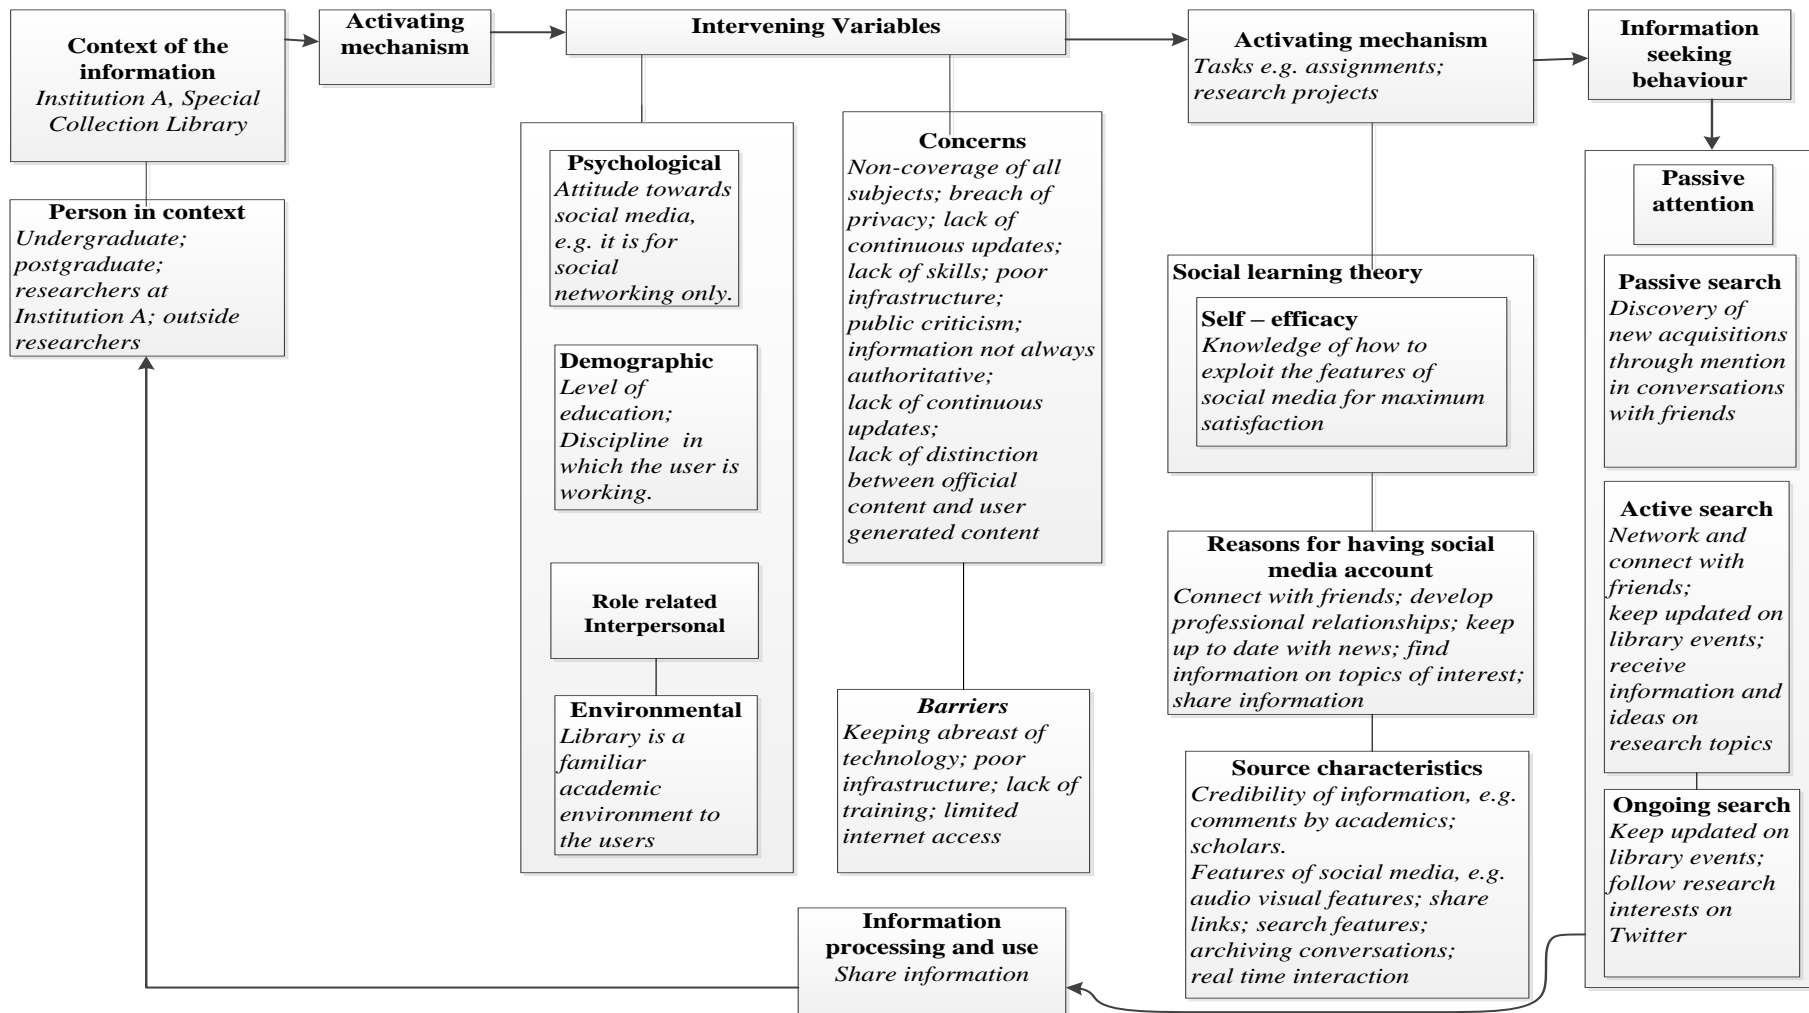 Context of the
information
Institution A, Special
Collection Library
Person in context
Undergraduate;
postgraduate;
researchers at
Institution A; outside
researchers
Activating
mechanism
Intervening Variables
Psychological
Attitude towards
social media,
e.g. it is for
social
networking only.
Demographic
Level of
education;
Discipline in
which the user is
working.
Role related
Interpersonal
Environmental
Library is a
familiar
academic
environment to
the users
Concerns
Non-coverage of all
subjects; breach of
privacy; lack of
continuous updates;
lack of skills; poor
infrastructure;
public criticism;
information not always
authoritative;
lack of continuous
updates;
lack of distinction
between official
content and user
generated content
Barriers
Keeping abreast of
technology; poor
infrastructure; lack of
training; limited
internet access
Activating mechanism
Tasks e.g. assignments;
research projects
Social learning theory
Self – efficacy
Knowledge of how to
exploit the features of
social media for maximum
satisfaction
Reasons for having social
media account
Connect with friends; develop
professional relationships; keep
up to date with news; find
information on topics of interest;
share information
Source characteristics
Credibility of information, e.g.
comments by academics;
scholars.
Features of social media, e.g.
audio visual features; share
links; search features;
archiving conversations;
real time interaction
Information
seeking
behaviour
Passive
attention
Passive search
Discovery of
new acquisitions
through mention
in conversations
with friends
Active search
Network and
connect with
friends;
keep updated on
library events;
receive
information and
ideas on
research topics
Ongoing search
Keep updated on
library events;
follow research
interests on
Twitter
Information
processing and use
Share information